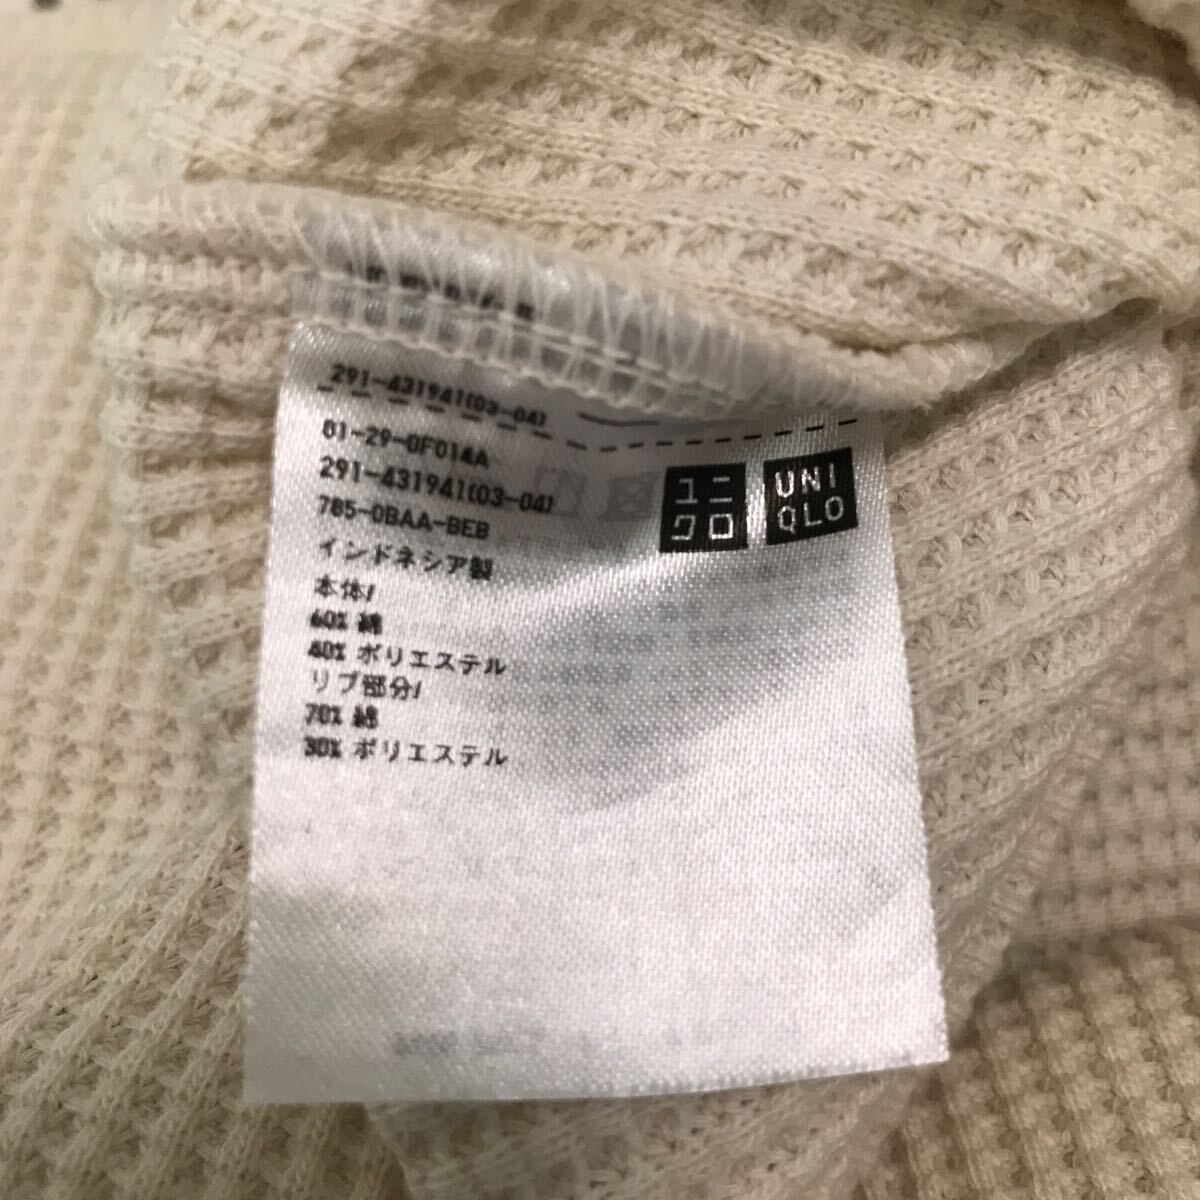 291-431941(03-04)
01-29-0F014A
291-431941(03-04)
785-0BAA-BEB
インドネシア製
本体/
60% 綿
40% ポリエステル
リブ部分/
70% 綿
30% ポリエステル
ユニ
クロ
UNI
QLO